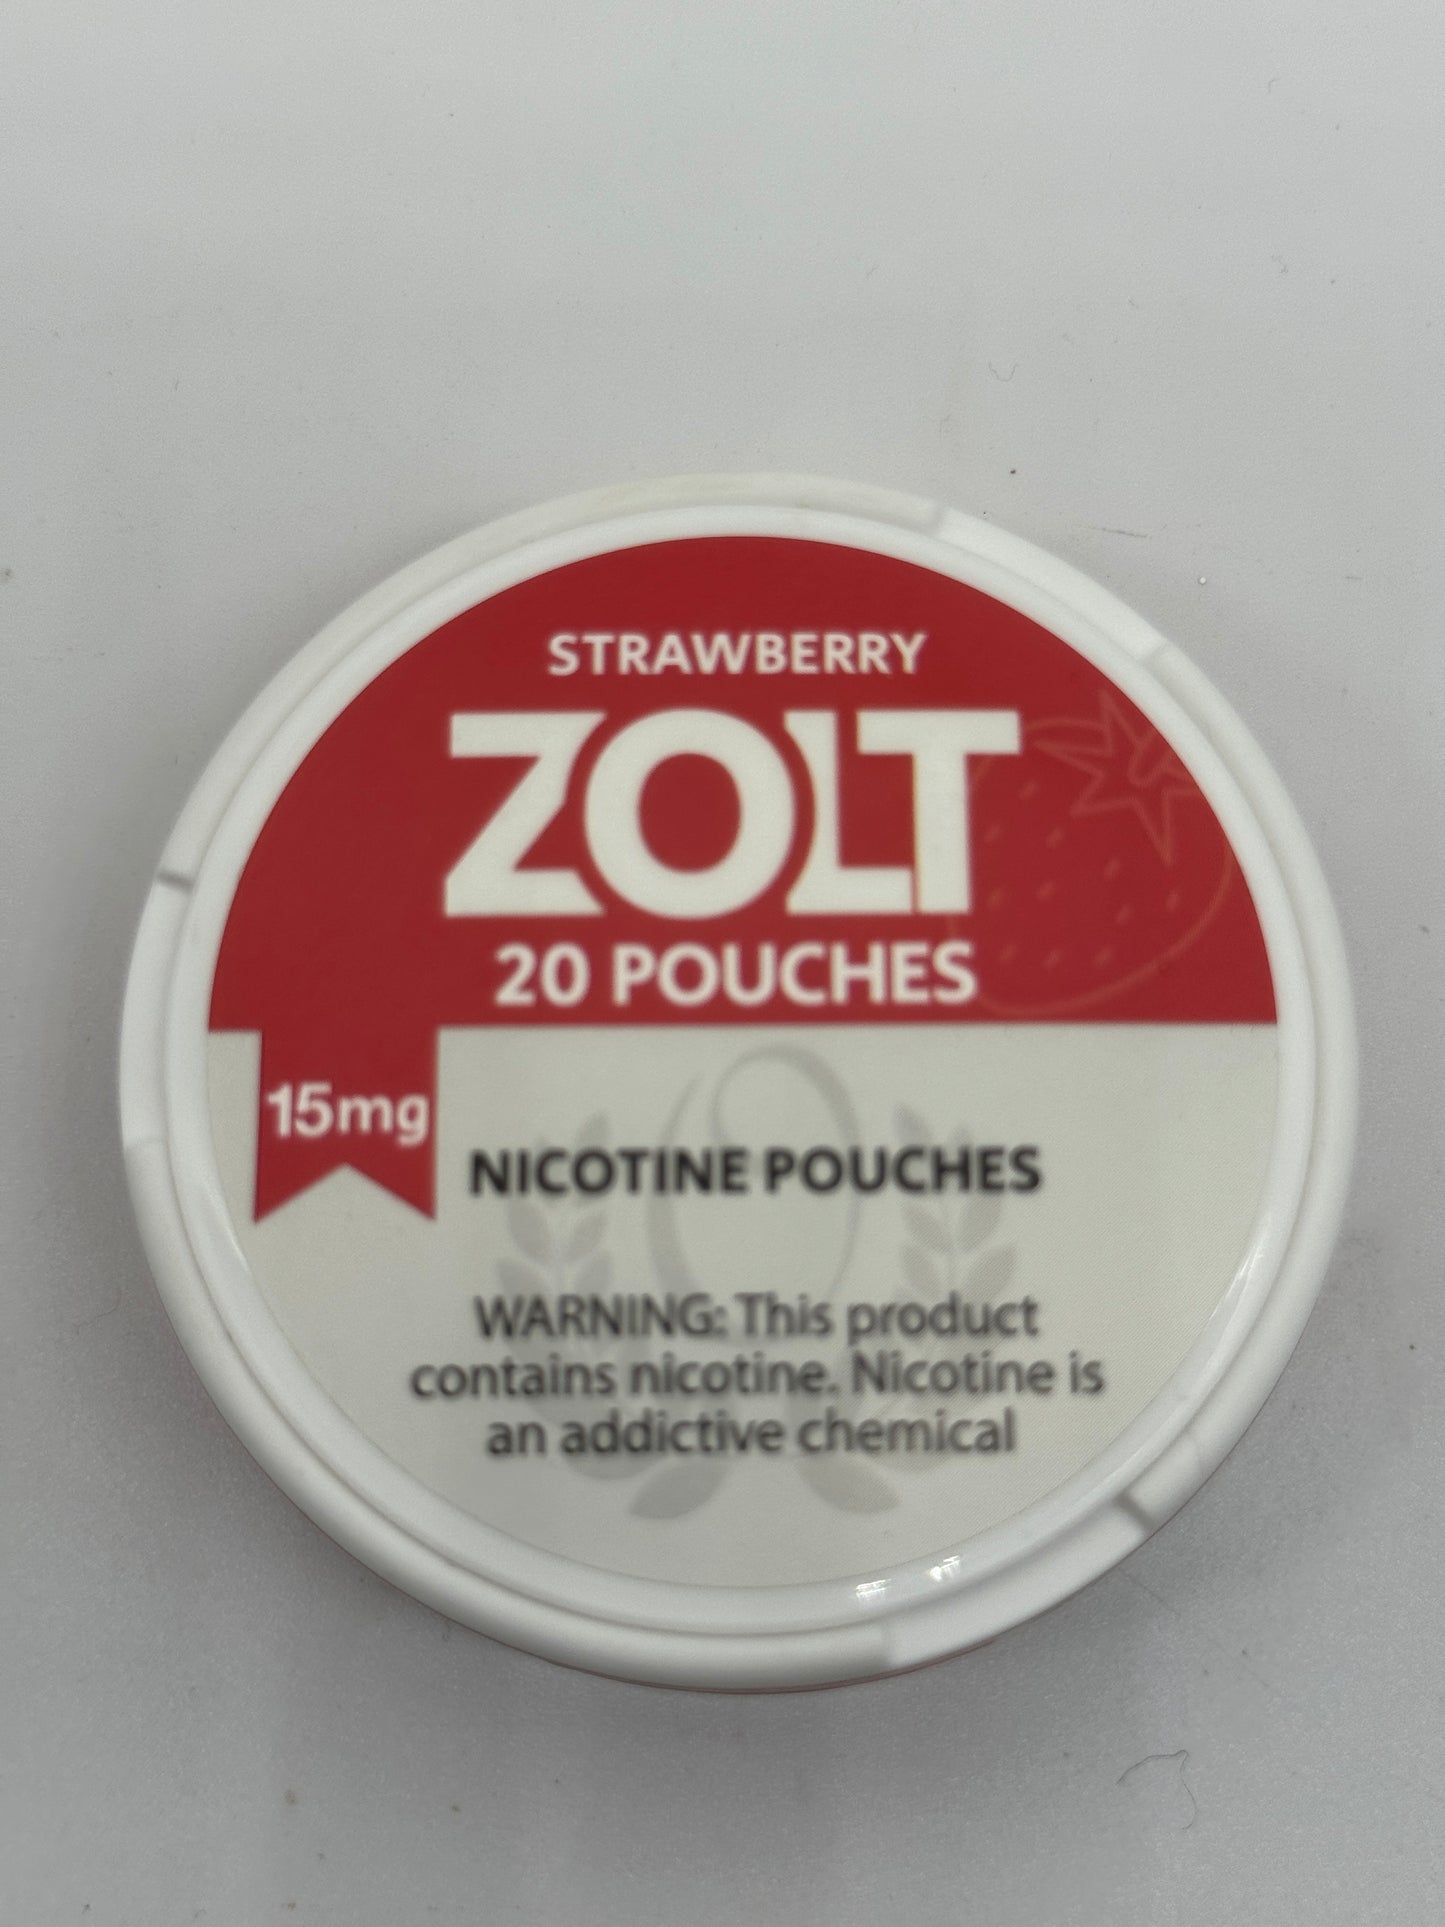 STRAWBERRY
ZOLT
20 POUCHES
15mg
NICOTINE POUCHES
WARNING: This product
contains nicotine. Nicotine is
an addictive chemical